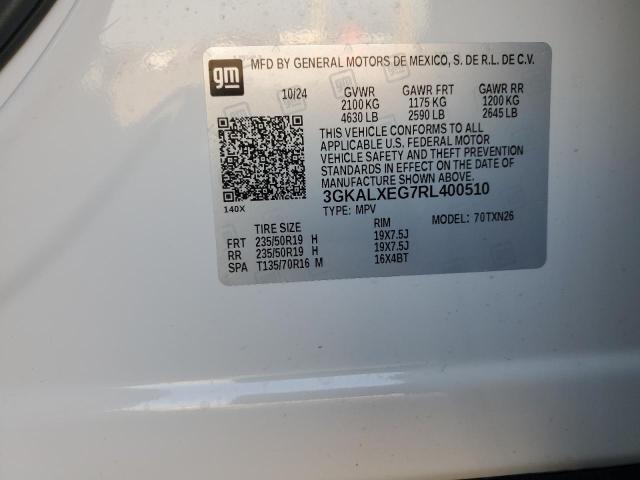 gm
MFD BY GENERAL MOTORS DE MEXICO, S. DE R.L. DE C.V.
10/24 GVWR GAWR FRT GAWR RR
2100 KG 1175 KG 1200 KG
4630 LB 2590 LB 2645 LB
THIS VEHICLE CONFORMS TO ALL
APPLICABLE U.S. FEDERAL MOTOR
VEHICLE SAFETY AND THEFT PREVENTION
STANDARDS IN EFFECT ON THE DATE OF
MANUFACTURE SHOWN ABOVE.
140X
3GKALXEG7RL400510
TYPE: MPV MODEL: 70TXN26
TIRE SIZE RIM
FRT 235/50R19 H 19X7.5J
RR 235/50R19 H 19X7.5J
SPA T135/70R16 M 16X4BT